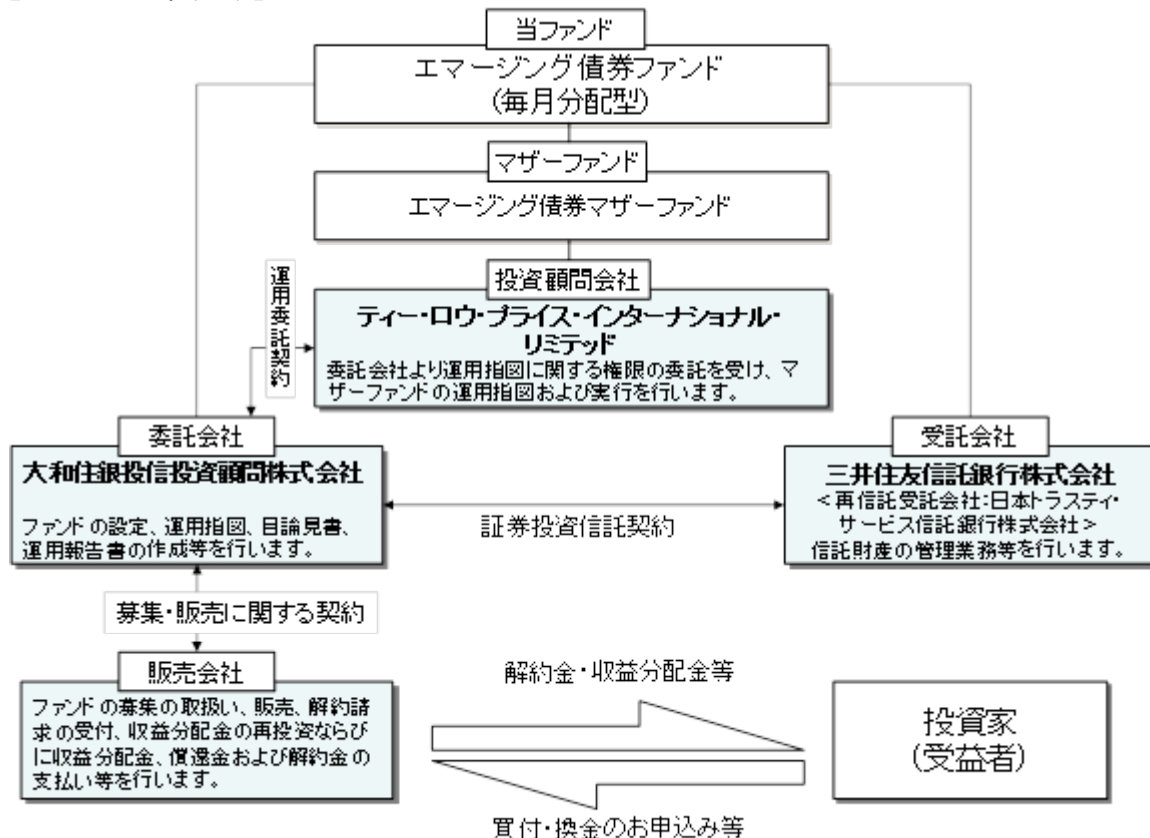 当ファンド
エマージング債券ファンド
(毎月分配型)
マザーファンド
エマージング債券マザーファンド
運用委託契約
投資顧問会社
ティー・ロウ・プライス・インターナショナル・
リミテッド
委託会社より運用指図に関する権限の委託を受け、マ
ザーファンドの運用指図および実行を行います。
委託会社
大和住銀投信投資顧問株式会社
ファンドの設定、運用指図、目論見書、
運用報告書の作成等を行います。
証券投資信託契約
受託会社
三井住友信託銀行株式会社
＜再信託受託会社:日本トラスティ・
サービス信託銀行株式会社＞
信託財産の管理業務等を行います。
募集・販売に関する契約
販売会社
ファンドの募集の取扱い、販売、解約請
求の受付、収益分配金の再投資ならび
に収益分配金、償還金および解約金の
支払い等を行います。
解約金・収益分配金等
買付・換金のお申込み等
投資家
(受益者)